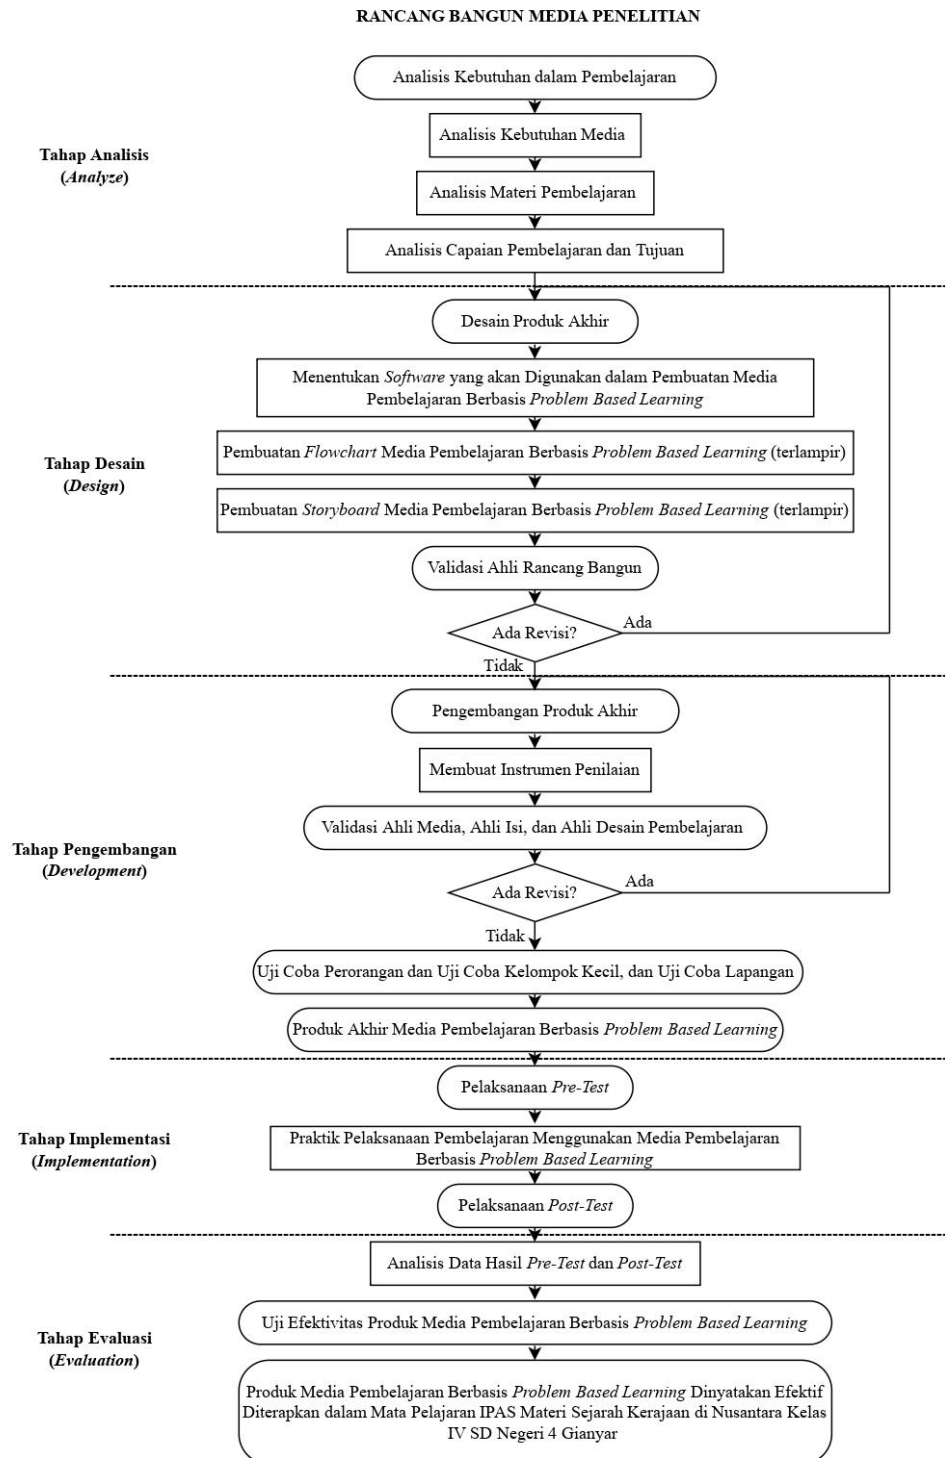 RANCANG BANGUN MEDIA PENELITIAN
Analisis Kebutuhan dalam Pembelajaran
Analisis Kebutuhan Media
Tahap Analisis
(Analyze)
Analisis Materi Pembelajaran
Analisis Capaian Pembelajaran dan Tujuan
Desain Produk Akhir
Menentukan Software yang akan Digunakan dalam Pembuatan Media
Pembelajaran Berbasis Problem Based Learning
Tahap Desain
(Design)
Pembuatan Flowchart Media Pembelajaran Berbasis Problem Based Learning (terlampir)
Pembuatan Storyboard Media Pembelajaran Berbasis Problem Based Learning (terlampir)
Validasi Ahli Rancang Bangun
Ada Revisi?
Ada
Tidak
Pengembangan Produk Akhir
Membuat Instrumen Penilaian
Validasi Ahli Media, Ahli Isi, dan Ahli Desain Pembelajaran
Tahap Pengembangan
(Development)
Ada Revisi?
Ada
Tidak
Uji Coba Perorangan dan Uji Coba Kelompok Kecil, dan Uji Coba Lapangan
Produk Akhir Media Pembelajaran Berbasis Problem Based Learning
Pelaksanaan Pre-Test
Tahap Implementasi
(Implementation)
Praktik Pelaksanaan Pembelajaran Menggunakan Media Pembelajaran
Berbasis Problem Based Learning
Pelaksanaan Post-Test
Analisis Data Hasil Pre-Test dan Post-Test
Uji Efektivitas Produk Media Pembelajaran Berbasis Problem Based Learning
Tahap Evaluasi
(Evaluation)
Produk Media Pembelajaran Berbasis Problem Based Learning Dinyatakan Efektif
Diterapkan dalam Mata Pelajaran IPAS Materi Sejarah Kerajaan di Nusantara Kelas
IV SD Negeri 4 Gianyar